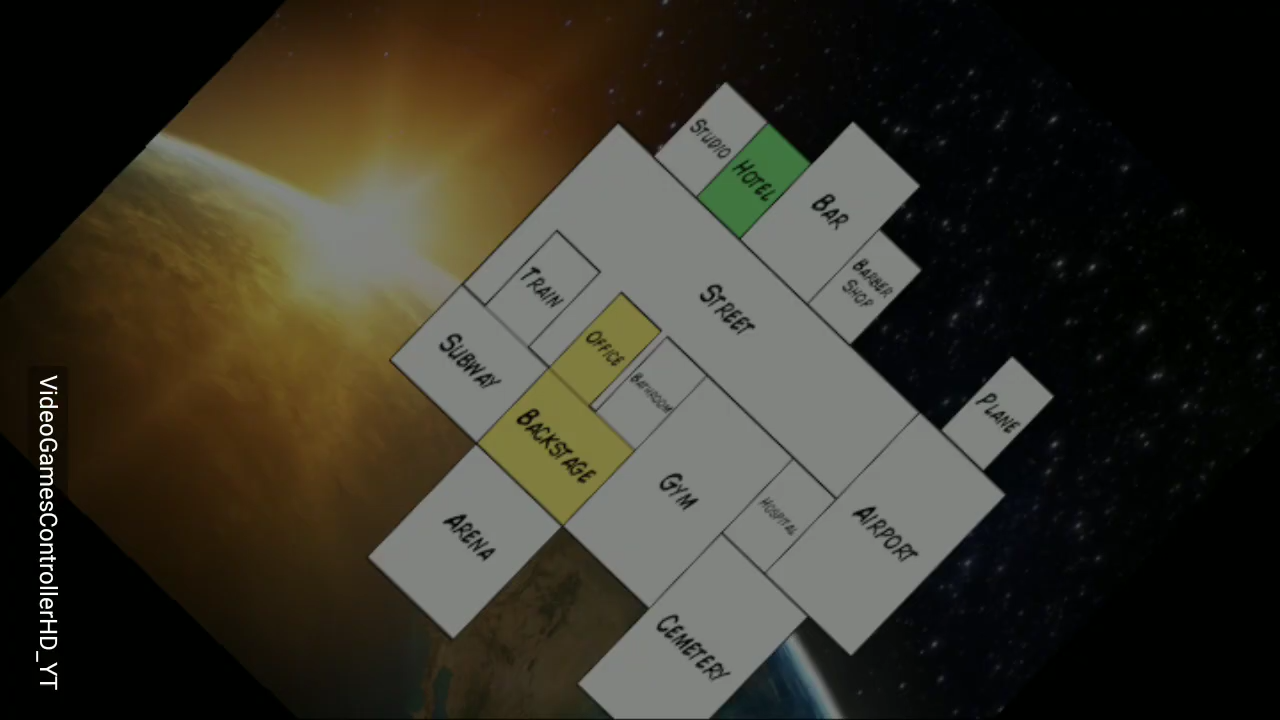 STUDIO
HOTEL
BAR
BARBER
SHOP
TRAIN
STREET
OFFICE
SUBWAY
BATHROOM
PLANE
BACKSTAGE
GYM
HOSPITAL
AIRPORT
ARENA
CEMETERY
VideoGamesControllerHD_YT